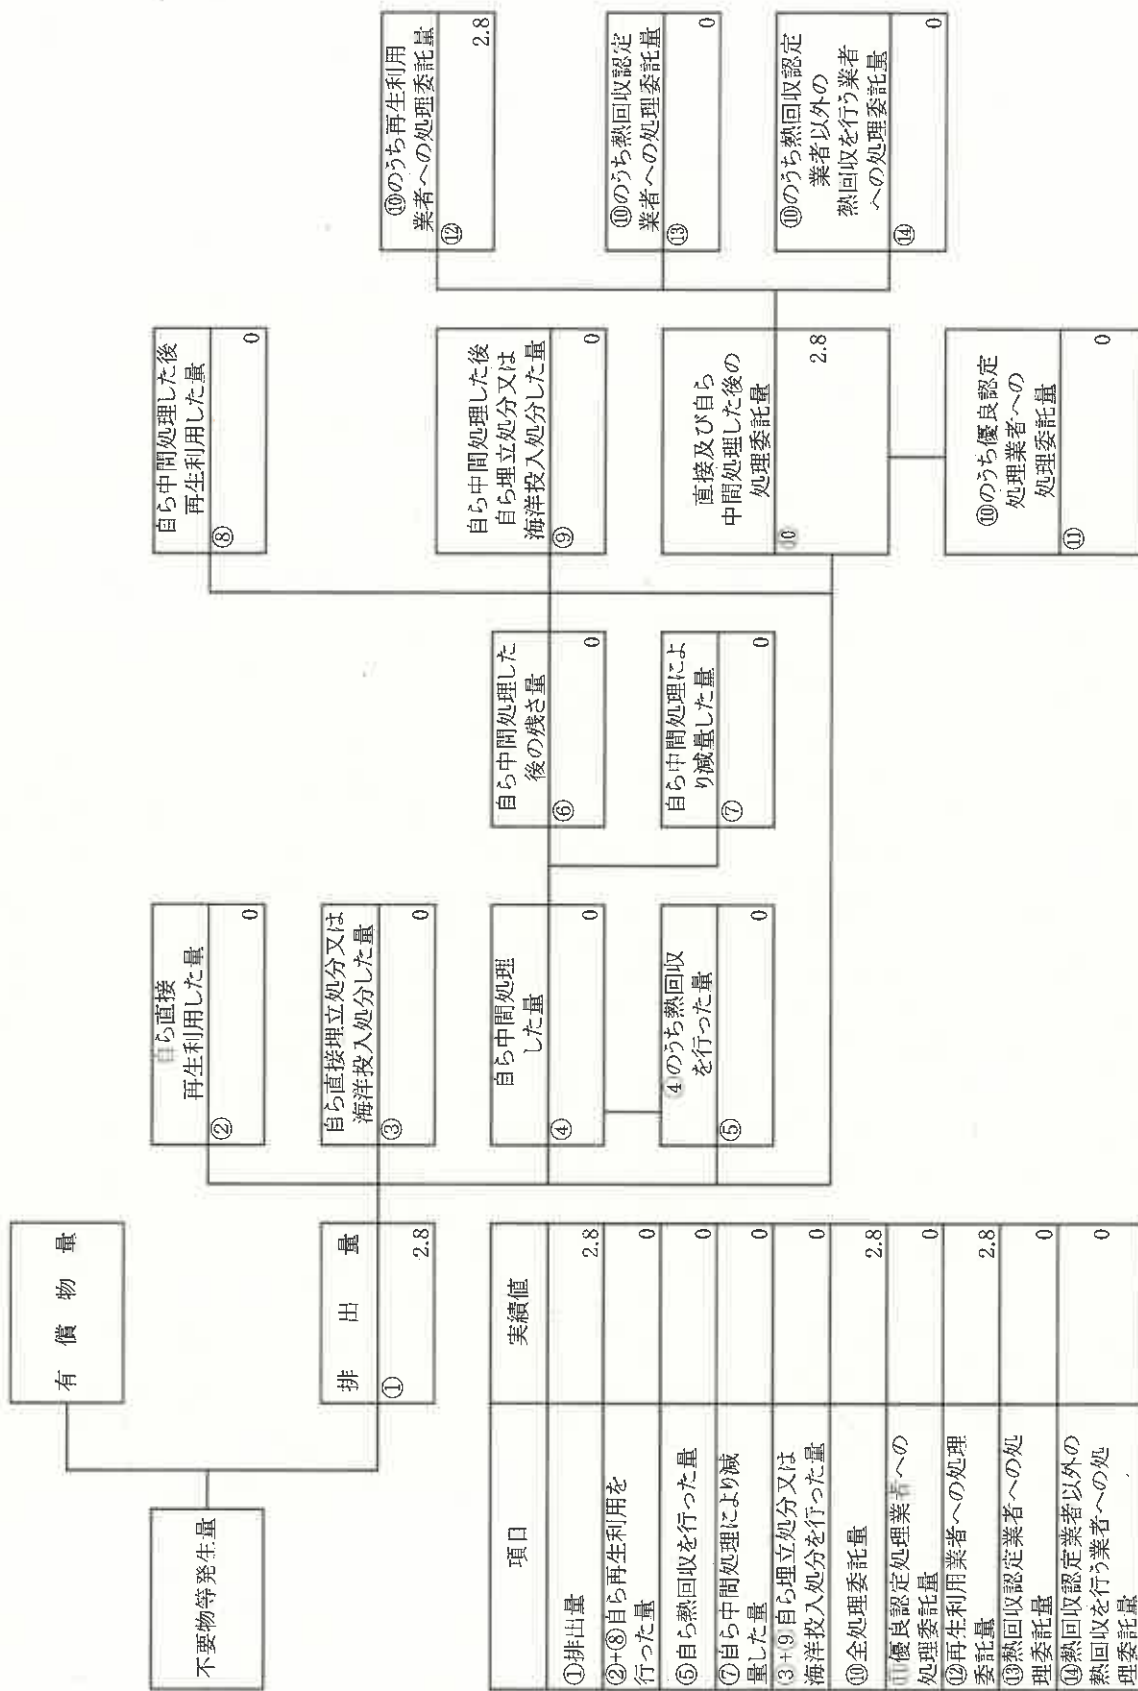 不要物等発生量
有償物量
排出量
①
2.8
自ら直接
再生利用した量
②
0
自ら直接埋立処分又は
海洋投入処分した量
③
0
自ら中間処理
した量
④
0
④のうち熱回収
を行った量
⑤
0
自ら中間処理した
後の残さ量
⑥
0
自ら中間処理によ
り減量した量
⑦
0
自ら中間処理した後
再生利用した量
⑧
0
自ら中間処理した後
自ら埋立処分又は
海洋投入処分した量
⑨
0
直接及び自ら
中間処理した後の
処理委託量
⑩
2.8
⑩のうち優良認定
処理業者への
処理委託量
⑪
0
⑩のうち再生利用
業者への処理委託量
⑫
2.8
⑩のうち熱回収認定
業者への処理委託量
⑬
0
⑩のうち熱回収認定
業者以外の
熱回収を行う業者
への処理委託量
⑭
0
項目 実績値
①排出量 2.8
②+⑧自ら再生利用を
行った量 0
⑤自ら熱回収を行った量 0
⑦自ら中間処理により減
量した量 0
③+⑨自ら埋立処分又は
海洋投入処分を行った量 0
⑩全処理委託量 2.8
⑪優良認定処理業者への
処理委託量 0
⑫再生利用業者への処理
委託量 2.8
⑬熱回収認定業者への処
理委託量 0
⑭熱回収認定業者以外の
熱回収を行う業者への処
理委託量 0